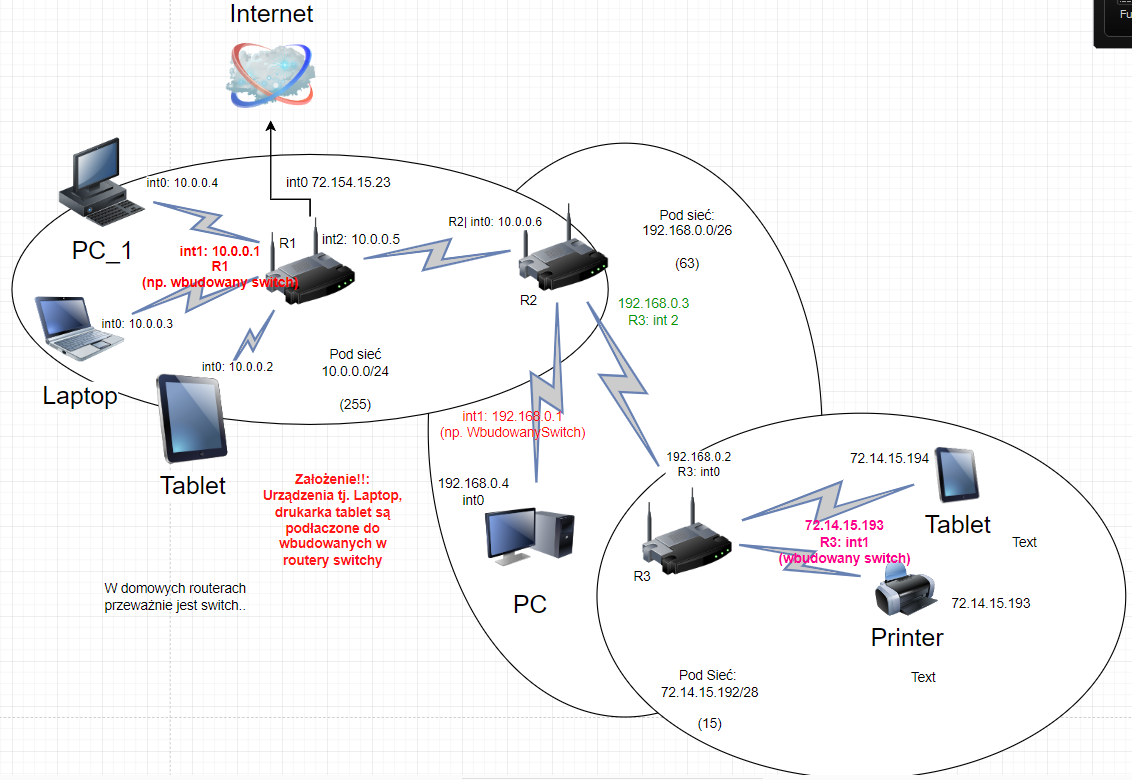 Internet
Fu
int0: 10.0.0.4
int0 72.154.15.23
PC_1
R1
int1: 10.0.0.1
R1
(np. wbudowany switch)
int2: 10.0.0.5
R2| int0: 10.0.0.6
R2
Pod sieć:
192.168.0.0/26
(63)
192.168.0.3
R3: int 2
int0: 10.0.0.3
Laptop
int0: 10.0.0.2
Tablet
Pod sieć
10.0.0.0/24
(255)
int1: 192.168.0.1
(np. WbudowanySwitch)
Założenie!!:
Urządzenia tj. Laptop,
drukarka tablet są
podłaczone do
wbudowanych w
routery switchy
W domowych routerach
przeważnie jest switch..
192.168.0.4
int0
PC
192.168.0.2
R3: int0
R3
72.14.15.194
Tablet
Text
72.14.15.193
R3: int1
(wbudowany switch)
72.14.15.193
Printer
Text
Pod Sieć:
72.14.15.192/28
(15)